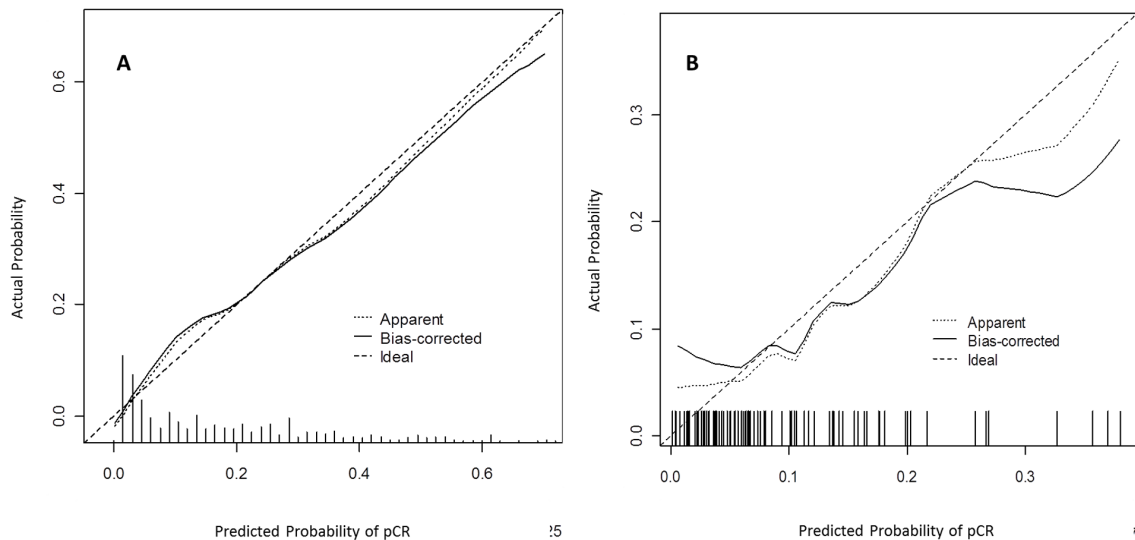 A
Actual Probability
0.6
0.4
0.2
0.0
Apparent
Bias-corrected
Ideal
0.0 0.2 0.4 0.6
Predicted Probability of pCR
B
Actual Probability
0.3
0.2
0.1
0.0
Apparent
Bias-corrected
Ideal
0.0 0.1 0.2 0.3
Predicted Probability of pCR